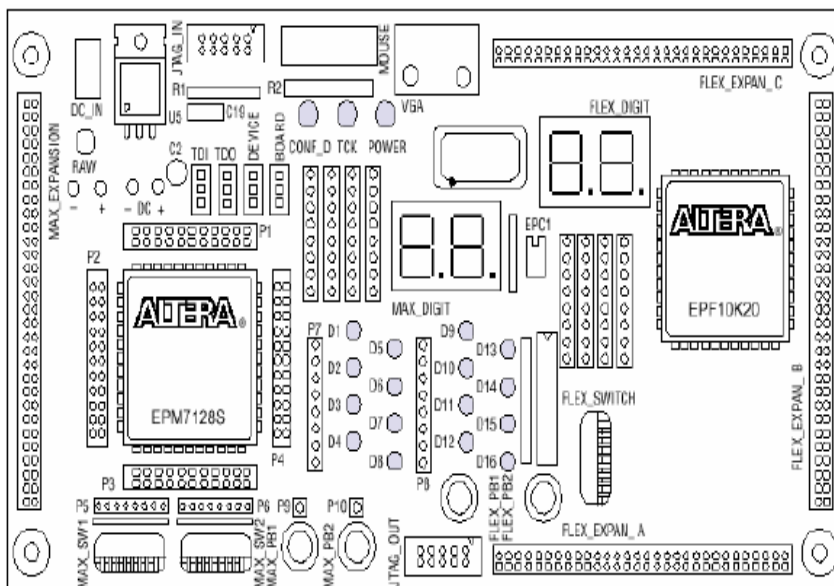 JTAG_IN
MOUSE
VGA
FLEX_EXPAN_C
DC_IN
R1
R2
U5
C19
FLEX_DIGIT
RAW
C2
TDI
TDO
DEVICE
BOARD
CONF_D
TCK
POWER
MAX_EXPANSION
- +
- DC +
P1
P2
ALTERA®
EPM7128S
P3
P4
MAX_DIGIT
EPC1
ALTERA®
EPF10K20
P7
D1
D2
D3
D4
D5
D6
D7
D8
P8
D9
D10
D11
D12
D13
D14
D15
D16
FLEX_SWITCH
FLEX_EXPAN_B
P5
P6
P9
P10
MAX_SW1
MAX_SW2
MAX_PB1
MAX_PB2
JTAG_OUT
FLEX_PB1
FLEX_PB2
FLEX_EXPAN_A